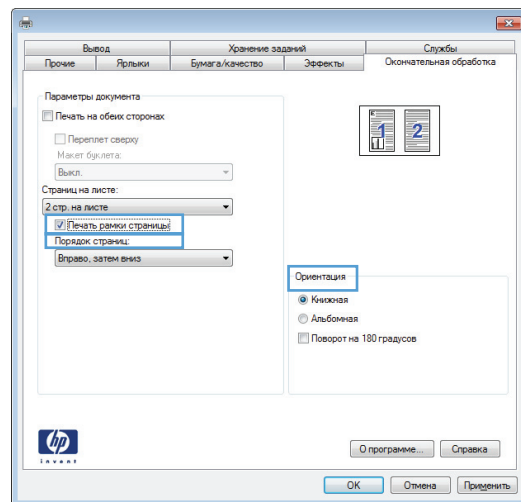 Вывод
Хранение заданий
Службы
Прочие
Ярлыки
Бумага/качество
Эффекты
Окончательная обработка
Параметры документа
Печать на обеих сторонах
Переплет сверху
Макет буклета:
Выкл.
Страниц на листе:
2 стр. на листе
Печать рамки страницы
Порядок страниц:
Вправо, затем вниз
1 2
Ориентация
Книжная
Альбомная
Поворот на 180 градусов
hp
invent
О программе...
Справка
OK
Отмена
Применить